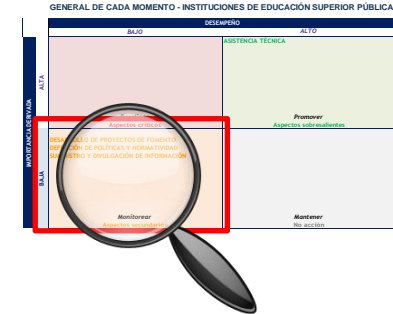 GENERAL DE CADA MOMENTO - INSTITUCIONES DE EDUCACIÓN SUPERIOR PÚBLICA
DESEMPEÑO
BAJO
ALTO
IMPORTANCIA DERIVADA
ALTA
ASISTENCIA TÉCNICA
Aspectos críticos
Promover
Aspectos sobresalientes
BAJA
DESARROLLO DE PROYECTOS DE FOMENTO
DEFINICIÓN DE POLÍTICAS Y NORMATIVIDAD
SUMINISTRO Y DIVULGACIÓN DE INFORMACIÓN
Monitorear
Aspectos secundarios
Mantener
No acción